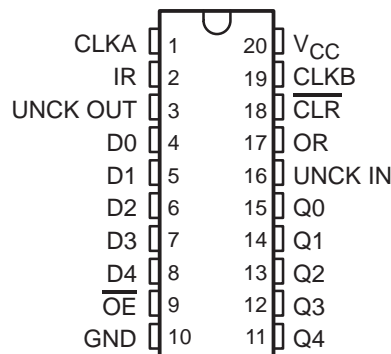 CLKA 1 20 VCC
IR 2 19 CLKB
UNCK OUT 3 18 C̅L̅R̅
D0 4 17 OR
D1 5 16 UNCK IN
D2 6 15 Q0
D3 7 14 Q1
D4 8 13 Q2
O̅E̅ 9 12 Q3
GND 10 11 Q4